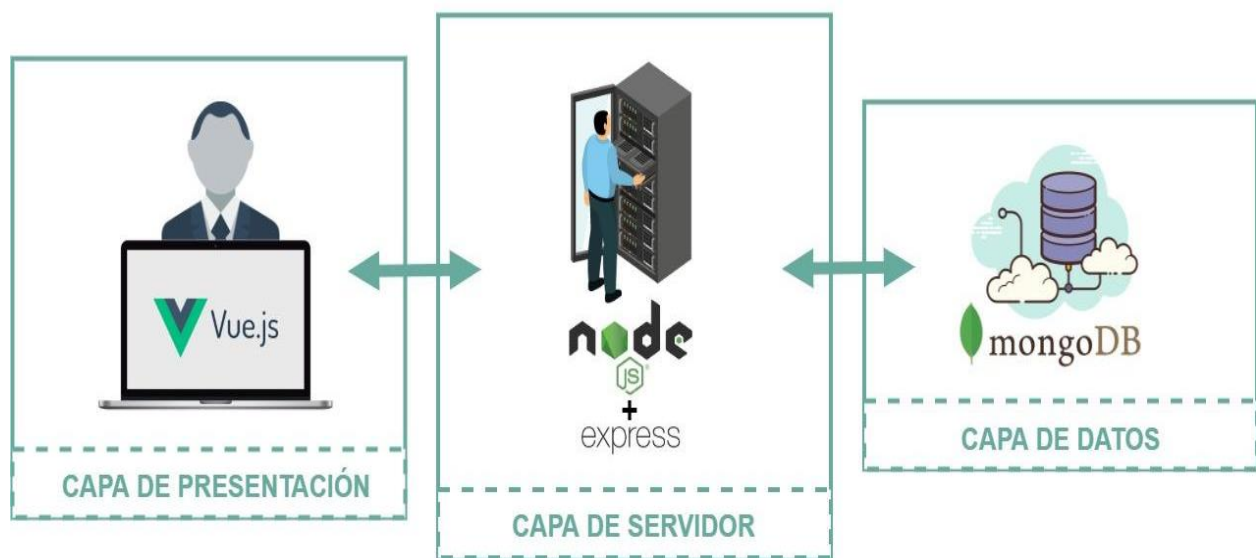 Vue.js
CAPA DE PRESENTACIÓN
node
JS
+
express
CAPA DE SERVIDOR
mongoDB
CAPA DE DATOS